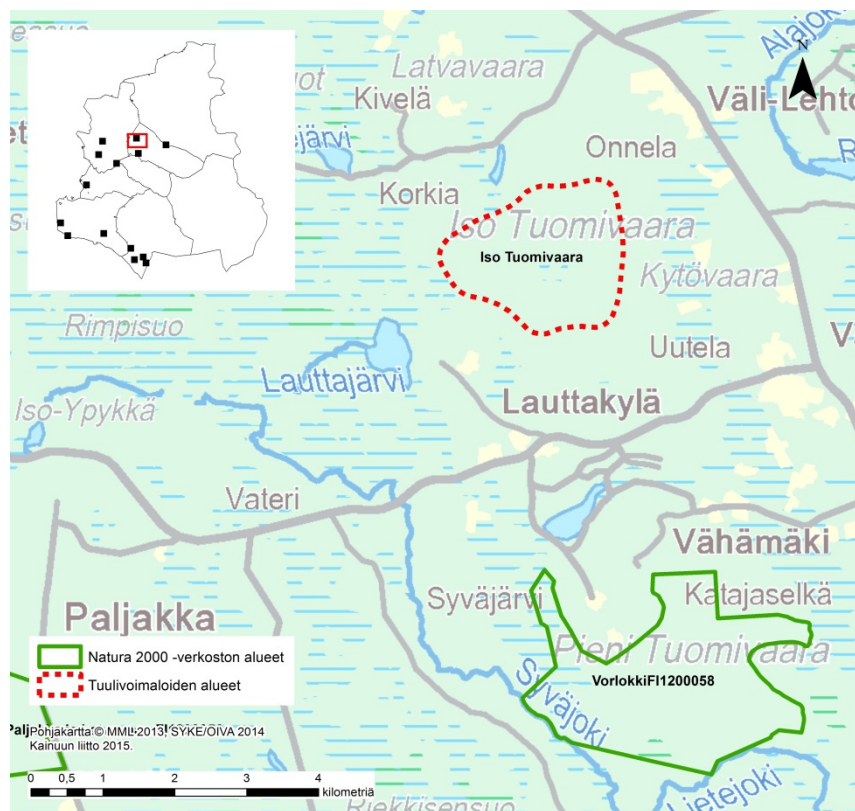 Latvavaara
Kivelä
Alajoki
N
Väli-Lehto
Onnela
Korkia
Iso Tuomivaara
Iso Tuomivaara
Kytövaara
Rimpisuo
Uutela
Lauttajärvi
Lauttakylä
Iso-Ypykkä
Vateri
Vähämäki
Syväjärvi
Katajaselkä
Paljakka
Pieni Tuomivaara
VorlokkiFI1200058
Syväjoki
Natura 2000 -verkoston alueet
Tuulivoimaloiden alueet
Pohjakartta © MML 2013, SYKE/OIVA 2014
Kainuun liitto 2015.
0 0,5 1 2 3 4
kilometriä
Riekkisensuo